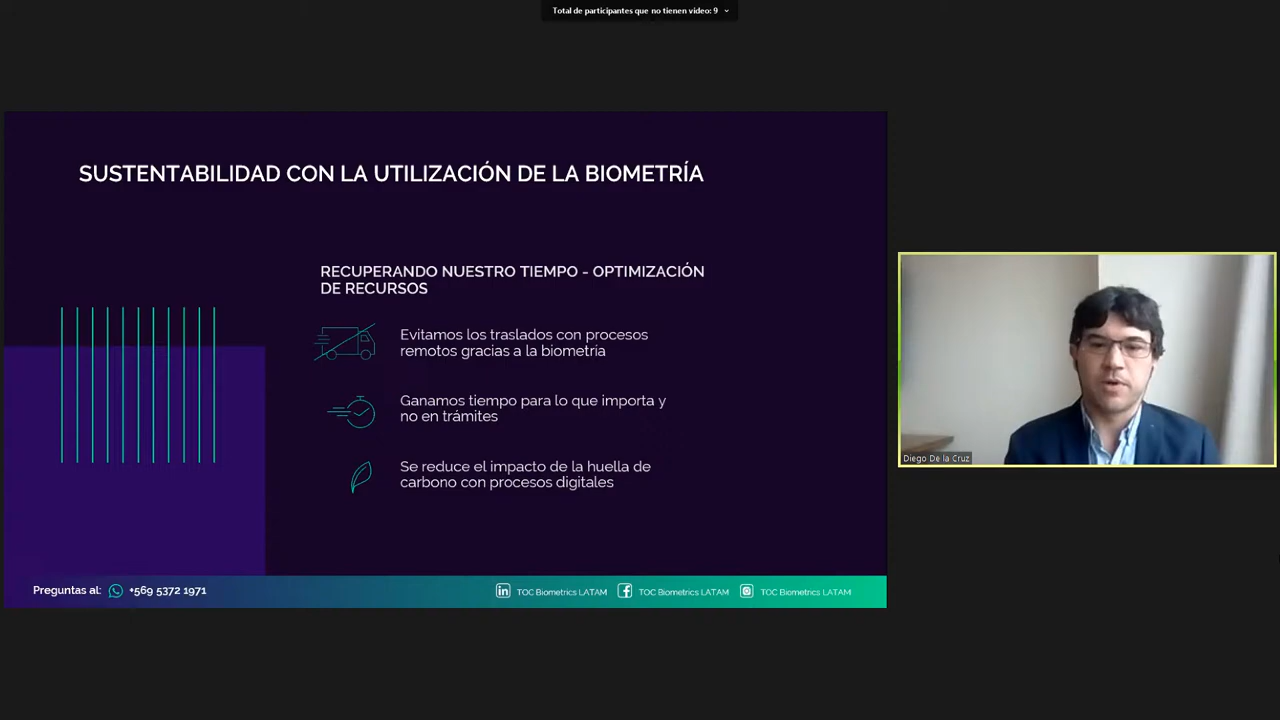 Total de participantes que no tienen video: 9
SUSTENTABILIDAD CON LA UTILIZACIÓN DE LA BIOMETRÍA
RECUPERANDO NUESTRO TIEMPO - OPTIMIZACIÓN
DE RECURSOS
Evitamos los traslados con procesos
remotos gracias a la biometria
Ganamos tiempo para lo que importa y
no en trámites
Se reduce el impacto de la huella de
carbono con procesos digitales
Diego De la Cruz
Preguntas al: +569 5372 1971
in TOC Biometrics LATAM f TOC Biometrics LATAM TOC Biometrics LATAM